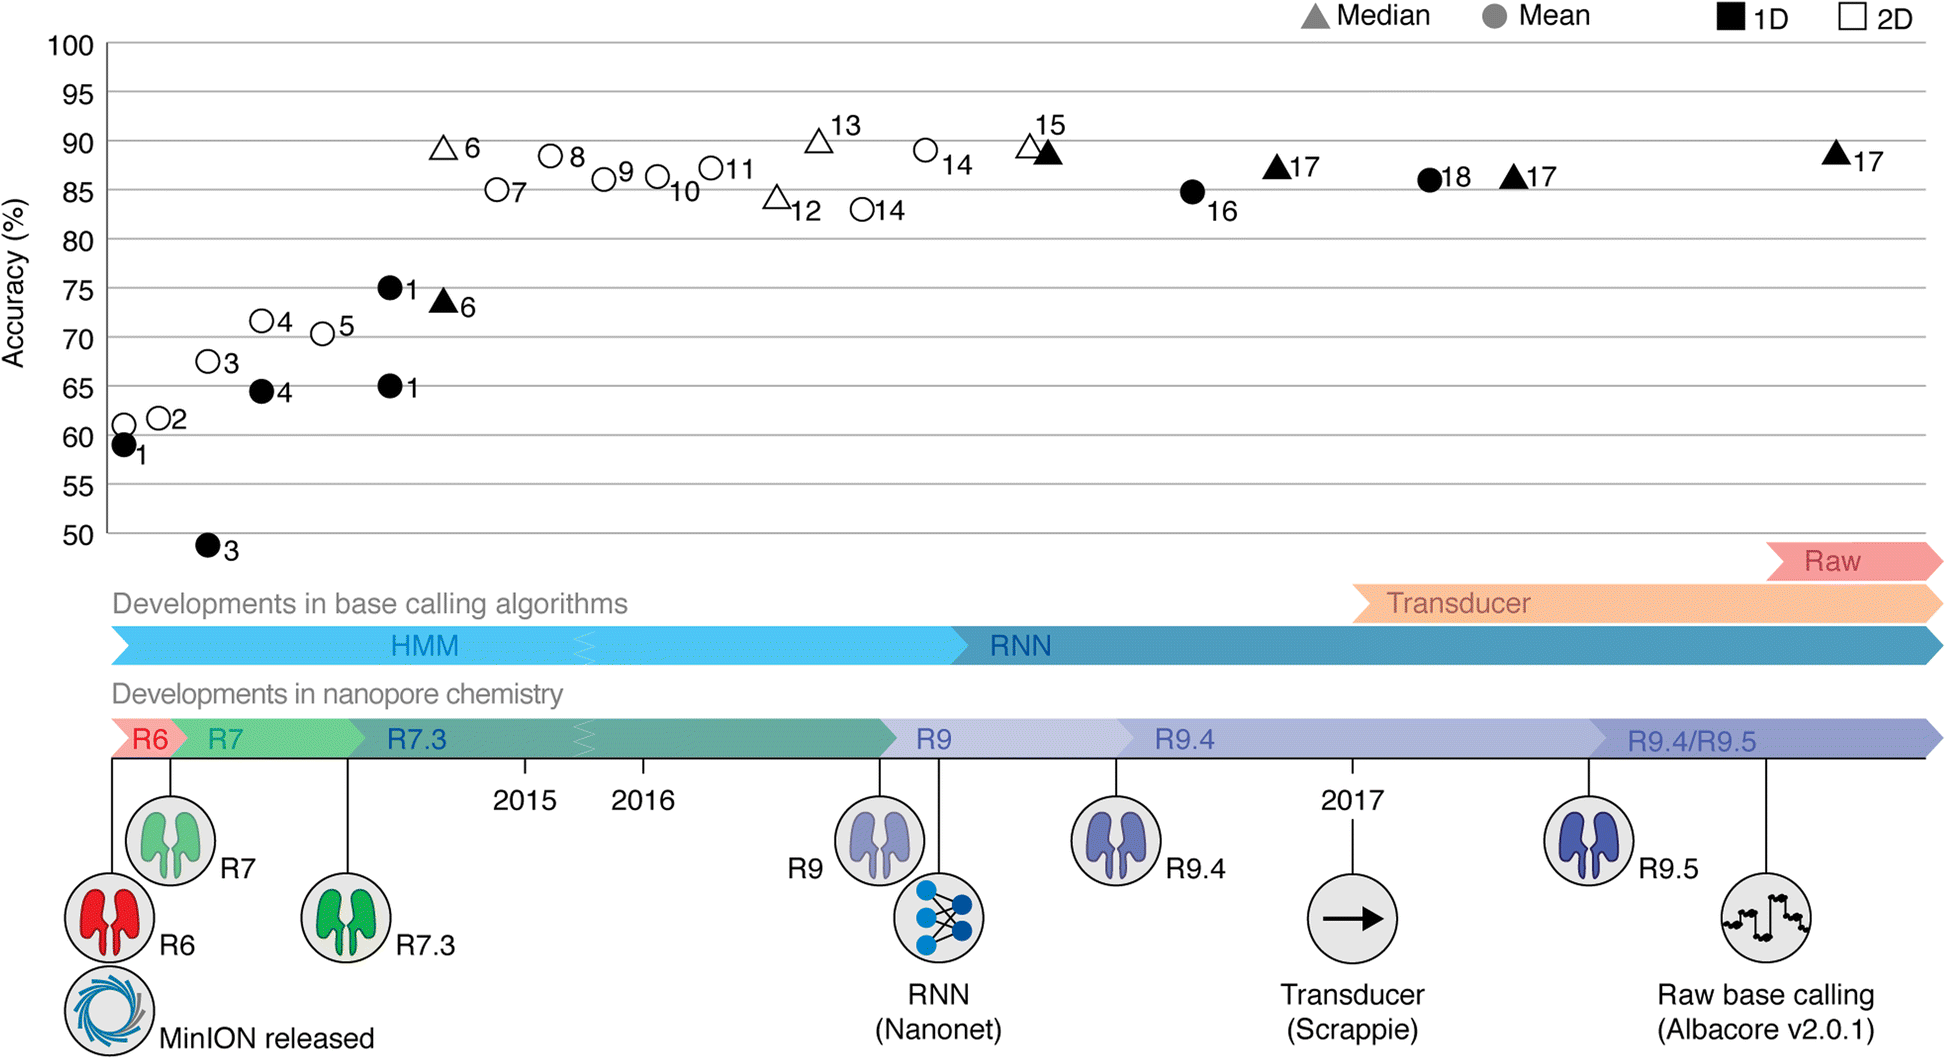 Median Mean 1D 2D
100
95
90
85
80
75
70
65
60
55
50
Accuracy (%)
1
2
3
3
4
4
5
1
1
6
6
7
8
9
10
11
12
13
14
14
15
16
17
18
17
17
Raw
Developments in base calling algorithms
Transducer
HMM
RNN
Developments in nanopore chemistry
R6
R7
R7.3
R9
R9.4
R9.4/R9.5
2015
2016
2017
R7
R9
R9.4
R9.5
R6
R7.3
MinION released
RNN
(Nanonet)
Transducer
(Scrappie)
Raw base calling
(Albacore v2.0.1)